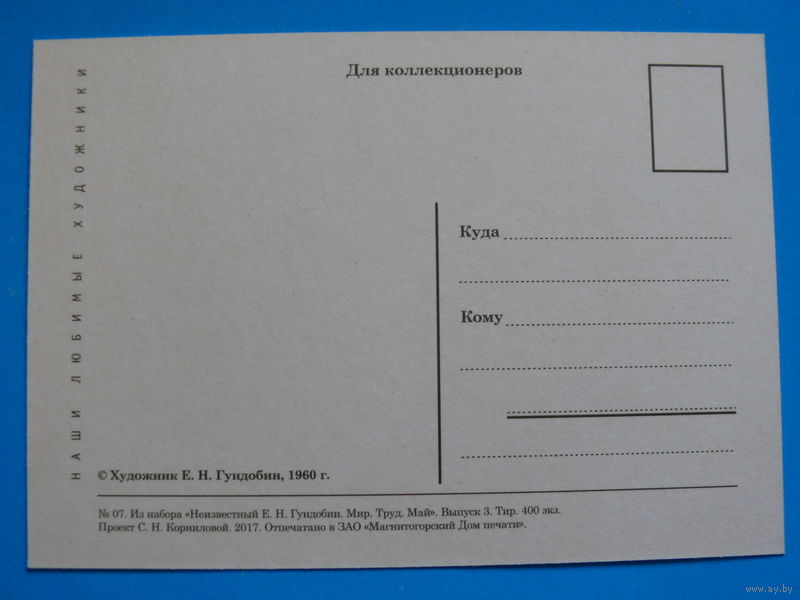 Для коллекционеров
НАШИ ЛЮБИМЫЕ ХУДОЖНИКИ
Куда
Кому
© Художник Е. Н. Гундобин, 1960 г.
№ 07. Из набора «Неизвестный Е. Н. Гундобин. Мир. Труд. Май». Выпуск 3. Тир. 400 экз.
Проект С. Н. Корниловой. 2017. Отпечатано в ЗАО «Магнитогорский Дом печати».
www.ay.by